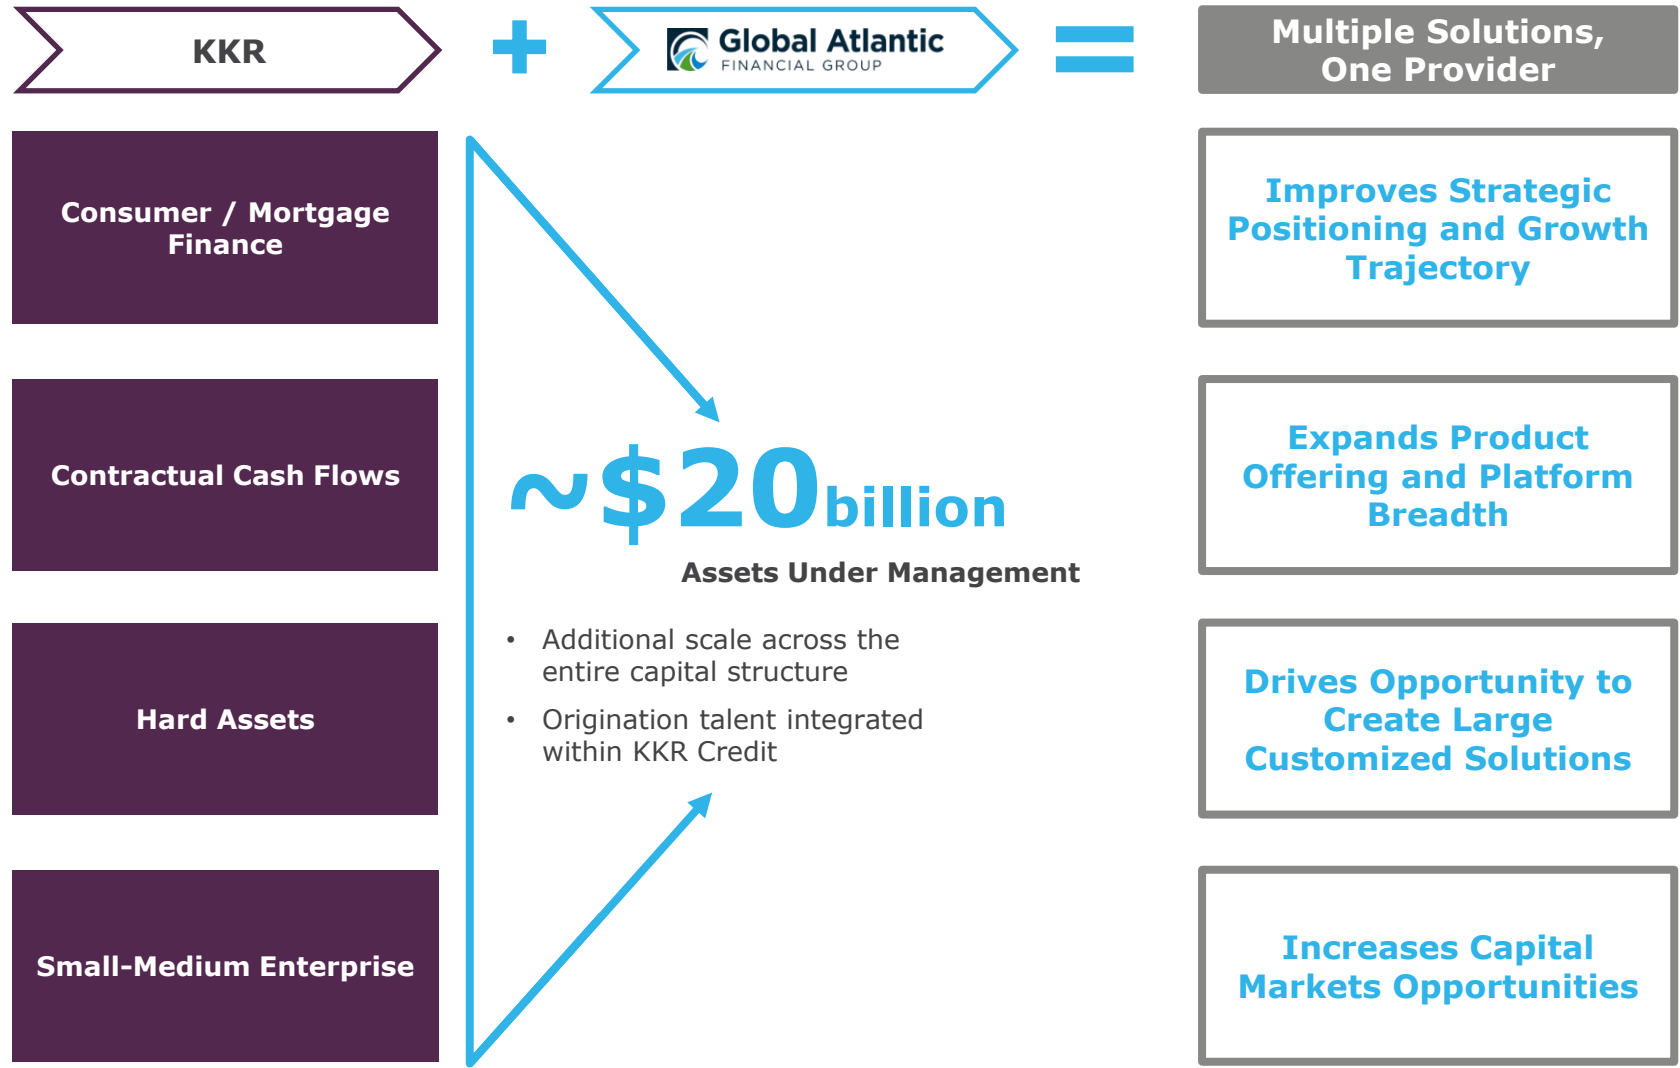 KKR
+
Global Atlantic
FINANCIAL GROUP
=
Multiple Solutions,
One Provider
Consumer / Mortgage
Finance
Contractual Cash Flows
Hard Assets
Small-Medium Enterprise
~$20billion
Assets Under Management
• Additional scale across the
entire capital structure
• Origination talent integrated
within KKR Credit
Improves Strategic
Positioning and Growth
Trajectory
Expands Product
Offering and Platform
Breadth
Drives Opportunity to
Create Large
Customized Solutions
Increases Capital
Markets Opportunities